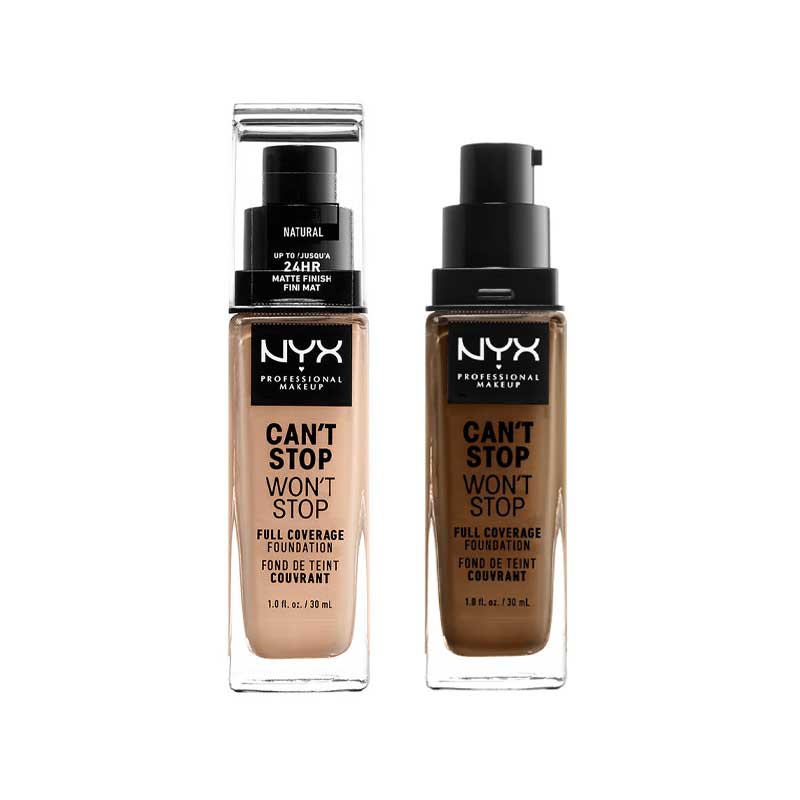 NATURAL
UP TO / JUSQU'A
24HR
MATTE FINISH
FINI MAT
NYX
PROFESSIONAL
MAKEUP
CAN'T
STOP
WON'T
STOP
FULL COVERAGE
FOUNDATION
FOND DE TEINT
COUVRANT
1.0 fl. oz. / 30 mL
NYX
PROFESSIONAL
MAKEUP
CAN'T
STOP
WON'T
STOP
FULL COVERAGE
FOUNDATION
FOND DE TEINT
COUVRANT
1.0 fl. oz. / 30 mL